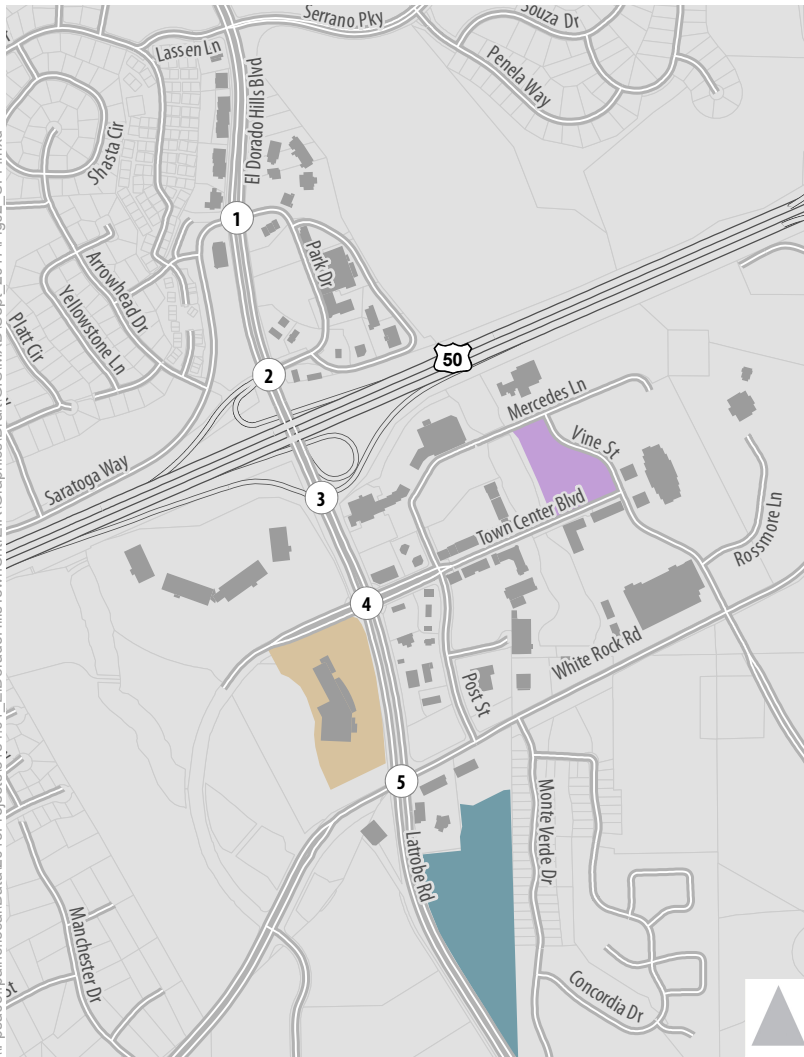 Serrano Pky
Souza Dr
Lassen Ln
El Dorado Hills Blvd
Penela Way
Shasta Cir
1
Park Dr
Arrowhead Dr
Yellowstone Ln
Platt Cir
50
2
Mercedes Ln
Vine St
Saratoga Way
3
Town Center Blvd
Rossmore Ln
4
White Rock Rd
Post St
5
Monte Verde Dr
Latrobe Rd
Manchester Dr
Concordia Dr
St